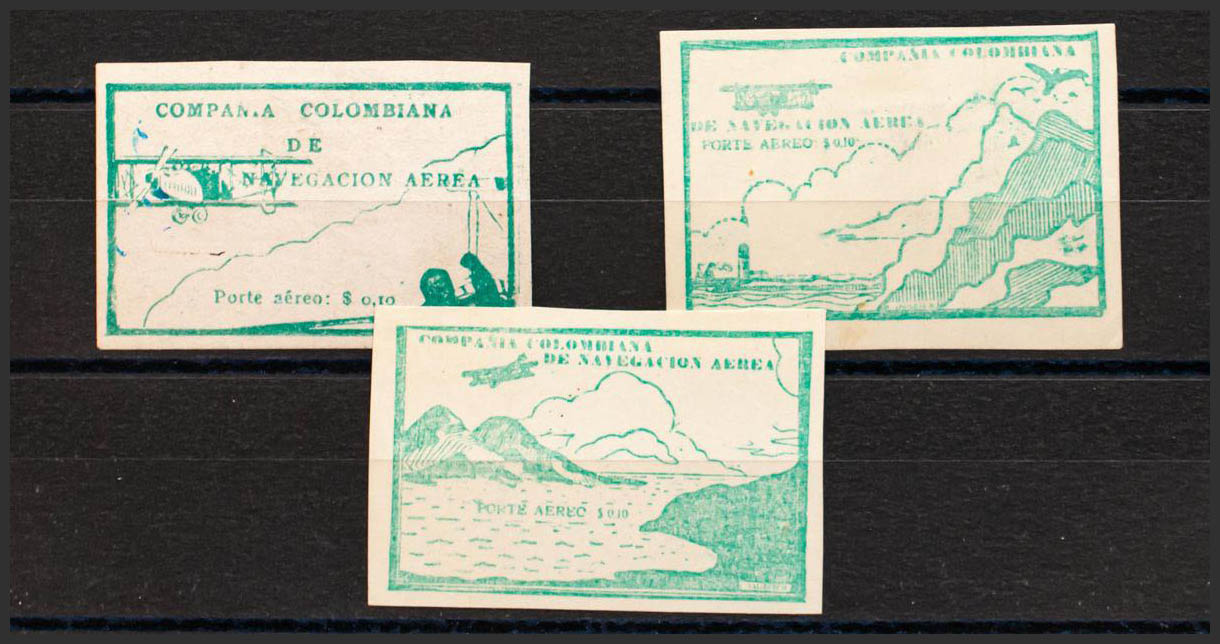 COMPAÑIA COLOMBIANA
DE
NAVEGACION AEREA
Porte aéreo: $ 0,10
COMPAÑIA COLOMBIANA
DE NAVEGACION AEREA
PORTE AEREO: $ 0.10
COMPAÑIA COLOMBIANA
DE NAVEGACION AEREA
PORTE AEREO $ 0.10